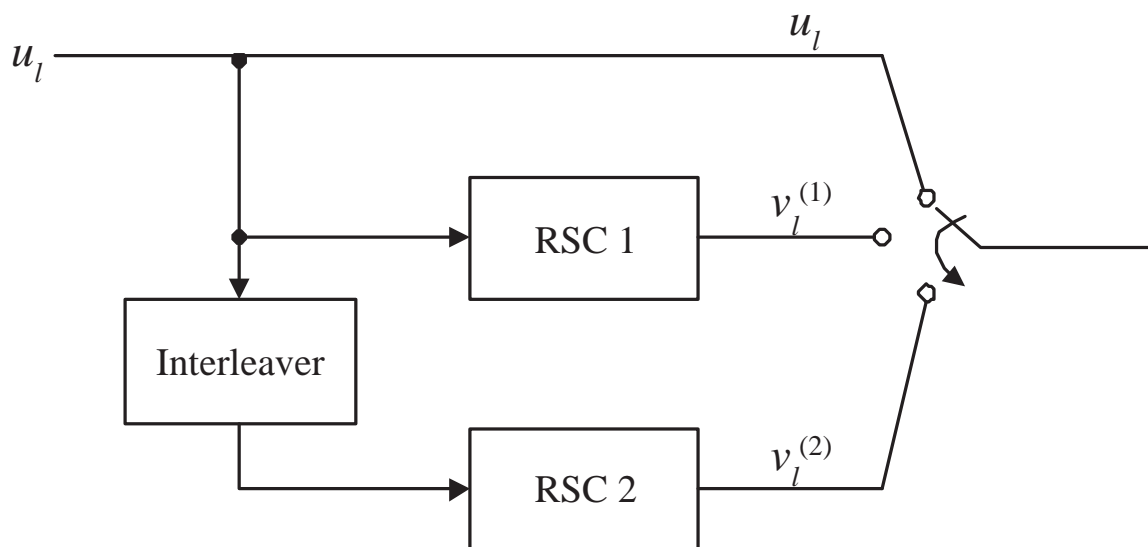 u_l
u_l
RSC 1
v_l^(1)
Interleaver
RSC 2
v_l^(2)